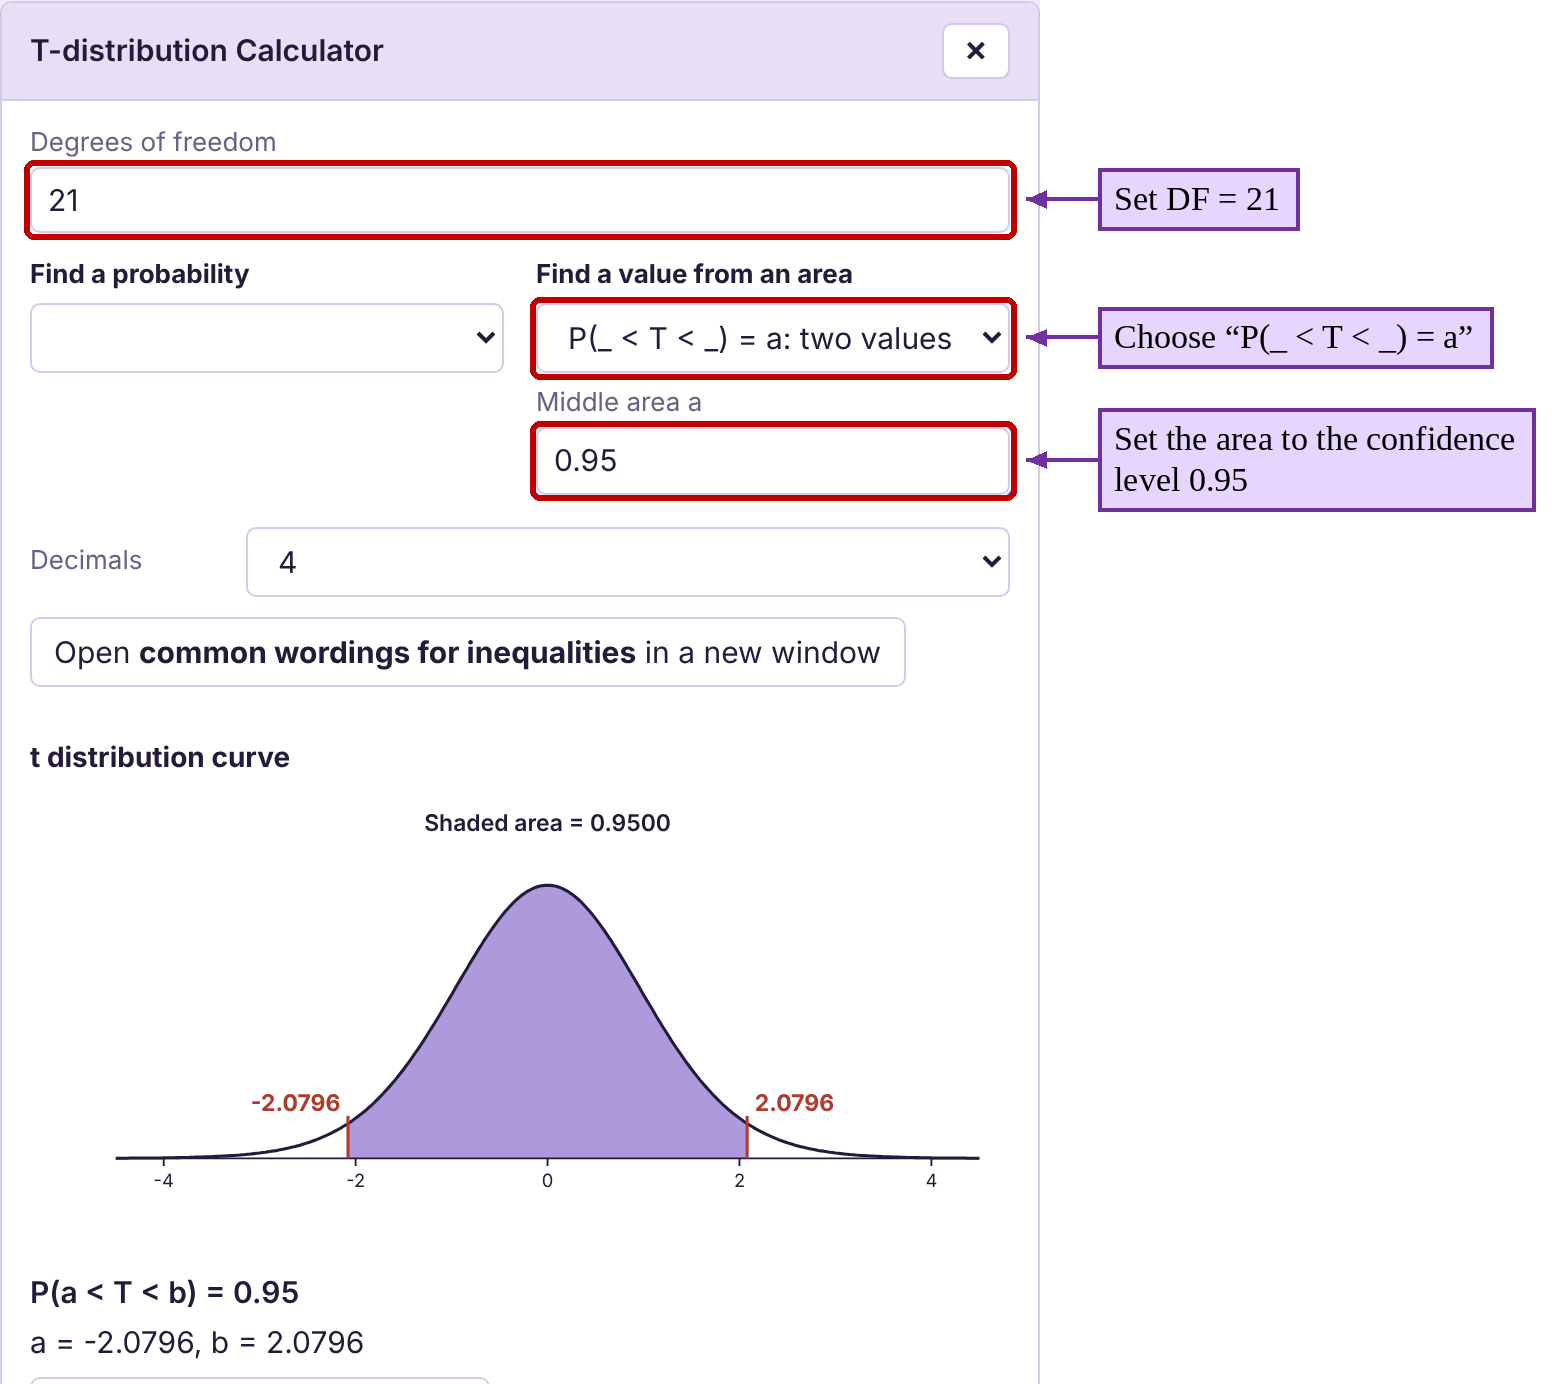 T-distribution Calculator
×
Degrees of freedom
21
Set DF = 21
Find a probability
Find a value from an area
P(_ < T < _) = a: two values
Choose “P(_ < T < _) = a”
Middle area a
0.95
Set the area to the confidence
level 0.95
Decimals
4
Open common wordings for inequalities in a new window
t distribution curve
Shaded area = 0.9500
-2.0796
2.0796
-4 -2 0 2 4
P(a < T < b) = 0.95
a = -2.0796, b = 2.0796